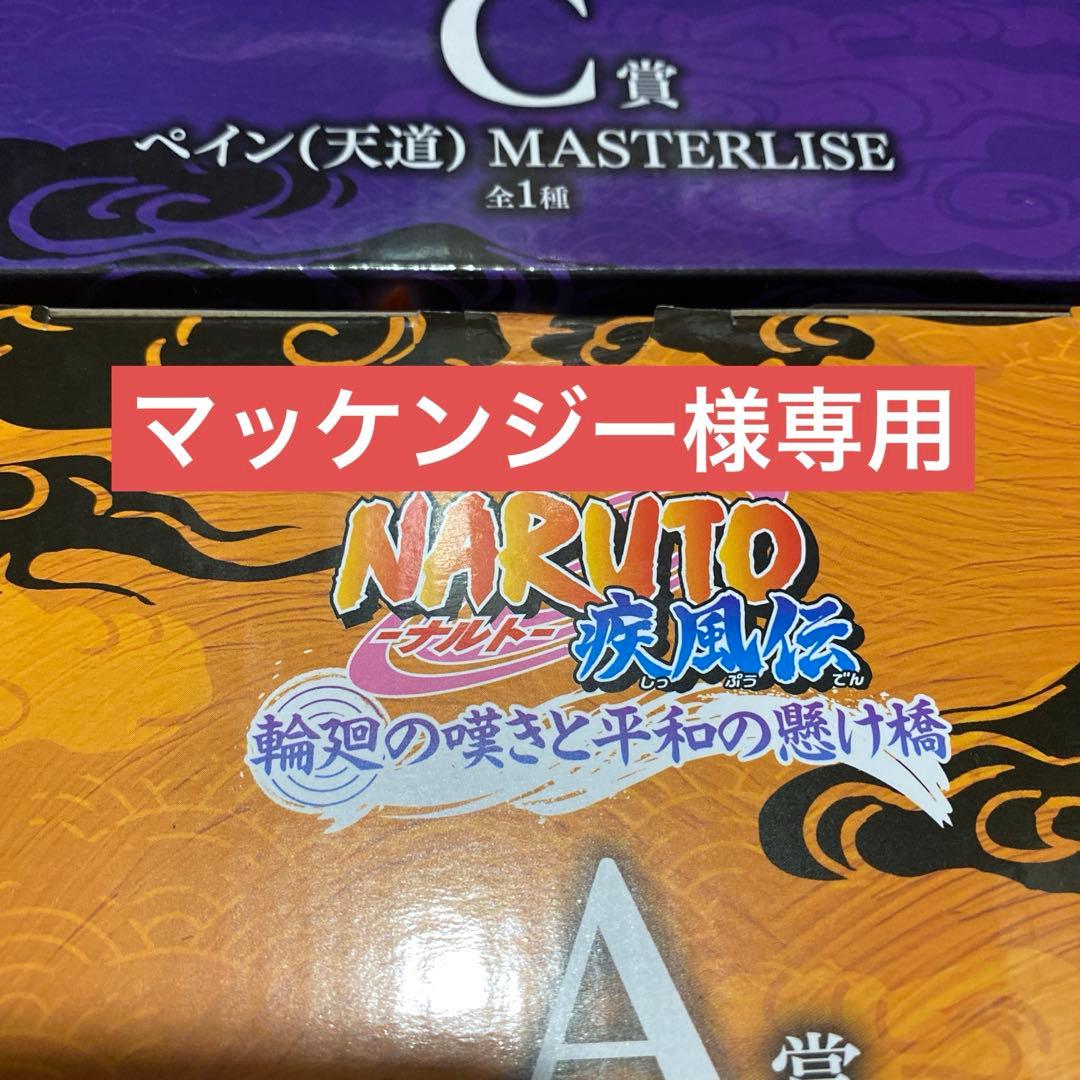 C賞
ペイン(天道) MASTERLISE
全1種
マッケンジー様専用
NARUTO
-ナルト-
疾風伝
しっ ぷう でん
輪廻の嘆きと平和の懸け橋
A賞